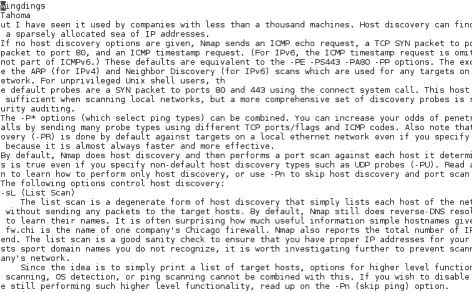 Wingdings
Tahoma
ut I have seen it used by companies with less than a thousand machines. Host discovery can fin
 a sparsely allocated sea of IP addresses.
If no host discovery options are given, Nmap sends an ICMP echo request, a TCP SYN packet to po
packet to port 80, and an ICMP timestamp request. (For IPv6, the ICMP timestamp request is omit
not part of ICMPv6.) These defaults are equivalent to the -PE -PS443 -PA80 -PP options. The exc
e the ARP (for IPv4) and Neighbor Discovery (for IPv6) scans which are used for any targets on
etwork. For unprivileged Unix shell users, th
e default probes are a SYN packet to ports 80 and 443 using the connect system call. This host
 sufficient when scanning local networks, but a more comprehensive set of discovery probes is r
urity auditing.
The -P* options (which select ping types) can be combined. You can increase your odds of penetr
alls by sending many probe types using different TCP ports/flags and ICMP codes. Also note that
overy (-PR) is done by default against targets on a local ethernet network even if you specify
 because it is almost always faster and more effective.
By default, Nmap does host discovery and then performs a port scan against each host it determi
s is true even if you specify non-default host discovery types such as UDP probes (-PU). Read a
n to learn how to perform only host discovery, or use -Pn to skip host discovery and port scan
The following options control host discovery:
-sL (List Scan)
    The list scan is a degenerate form of host discovery that simply lists each host of the net
 without sending any packets to the target hosts. By default, Nmap still does reverse-DNS resol
 to learn their names. It is often surprising how much useful information simple hostnames give
 fw.chi is the name of one company's Chicago firewall. Nmap also reports the total number of IP
end. The list scan is a good sanity check to ensure that you have proper IP addresses for your
sts sport domain names you do not recognize, it is worth investigating further to prevent scann
any's network.
    Since the idea is to simply print a list of target hosts, options for higher level function
 scanning, OS detection, or ping scanning cannot be combined with this. If you wish to disable
e still performing such higher level functionality, read up on the -Pn (skip ping) option.